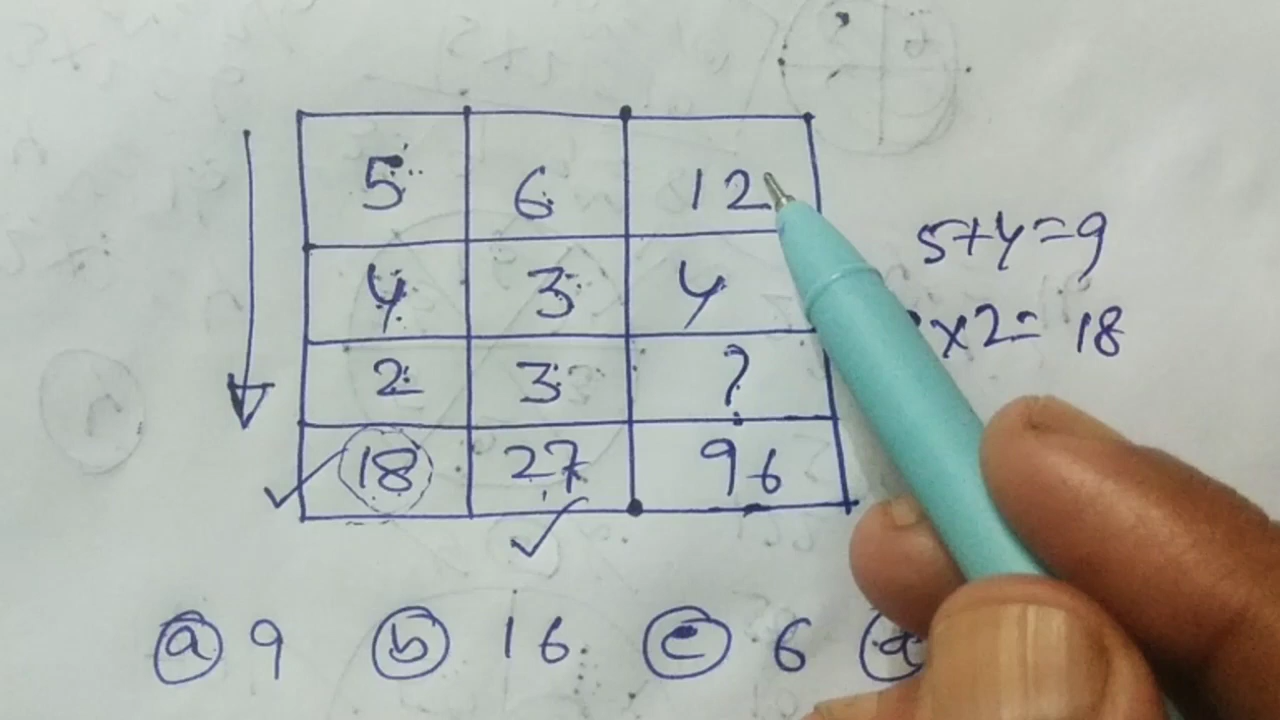 5 6 12
4 3 4
2 3 ?
18 27 96
5+4=9
x2=18
(a) 9 (b) 16 (c) 6